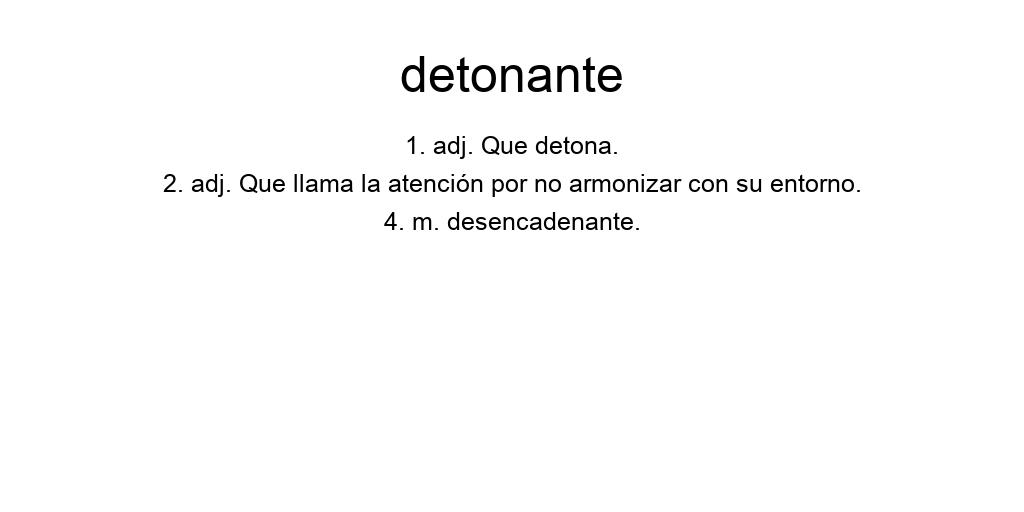 detonante
1. adj. Que detona.
2. adj. Que llama la atención por no armonizar con su entorno.
4. m. desencadenante.